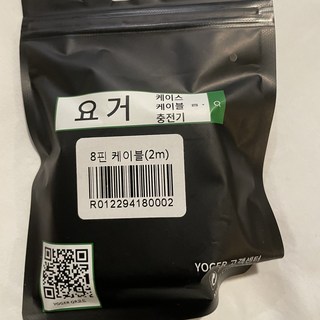 요거
케이스
케이블
충전기
8핀 케이블(2m)
R012294180002
YOGER 고객센터